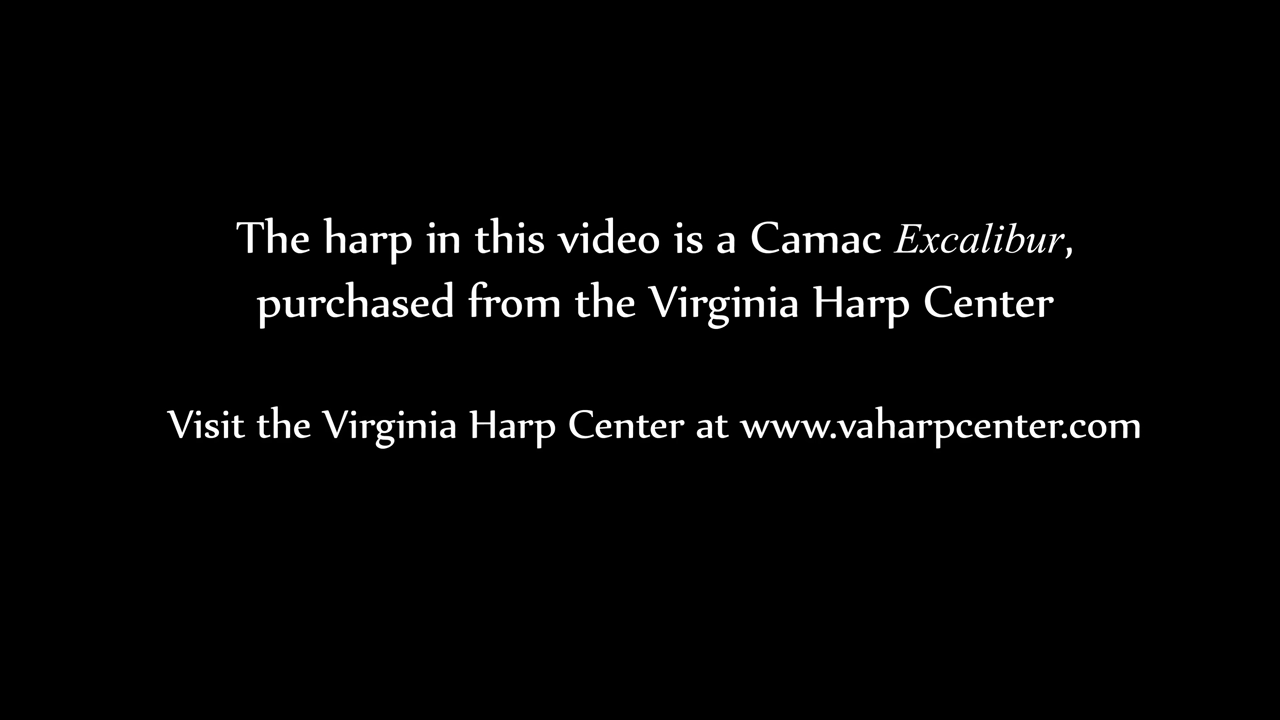 The harp in this video is a Camac Excalibur,
purchased from the Virginia Harp Center
Visit the Virginia Harp Center at www.vaharpcenter.com